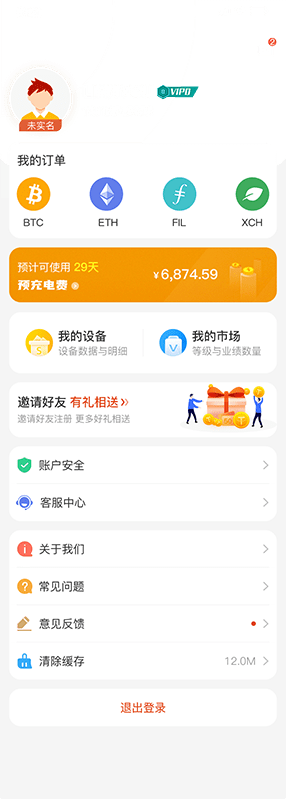 2
VIP0
未实名
我的订单
BTC
ETH
FIL
XCH
预计可使用 29天
预充电费
¥6,874.59
我的设备
设备数据与明细
我的市场
等级与业绩数量
邀请好友 有礼相送
邀请好友注册 更多好礼相送
账户安全
客服中心
关于我们
常见问题
意见反馈
清除缓存
12.0M
退出登录